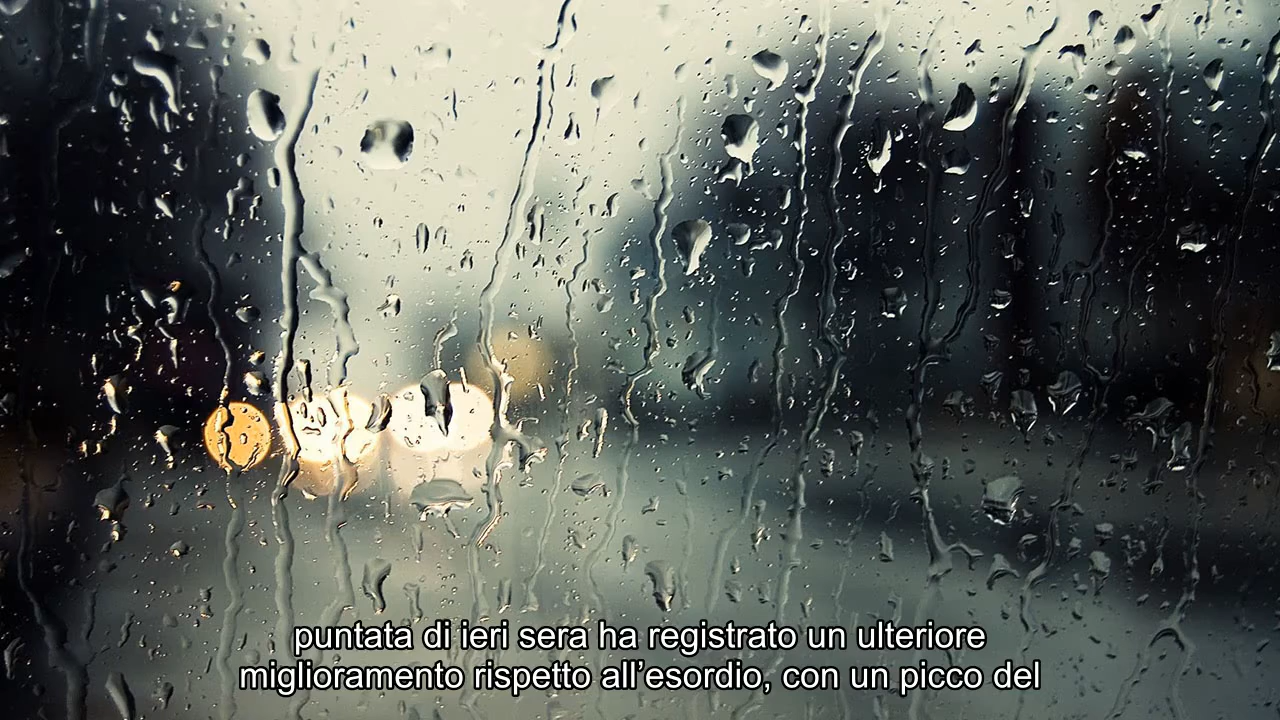 puntata di ieri sera ha registrato un ulteriore
miglioramento rispetto all’esordio, con un picco del